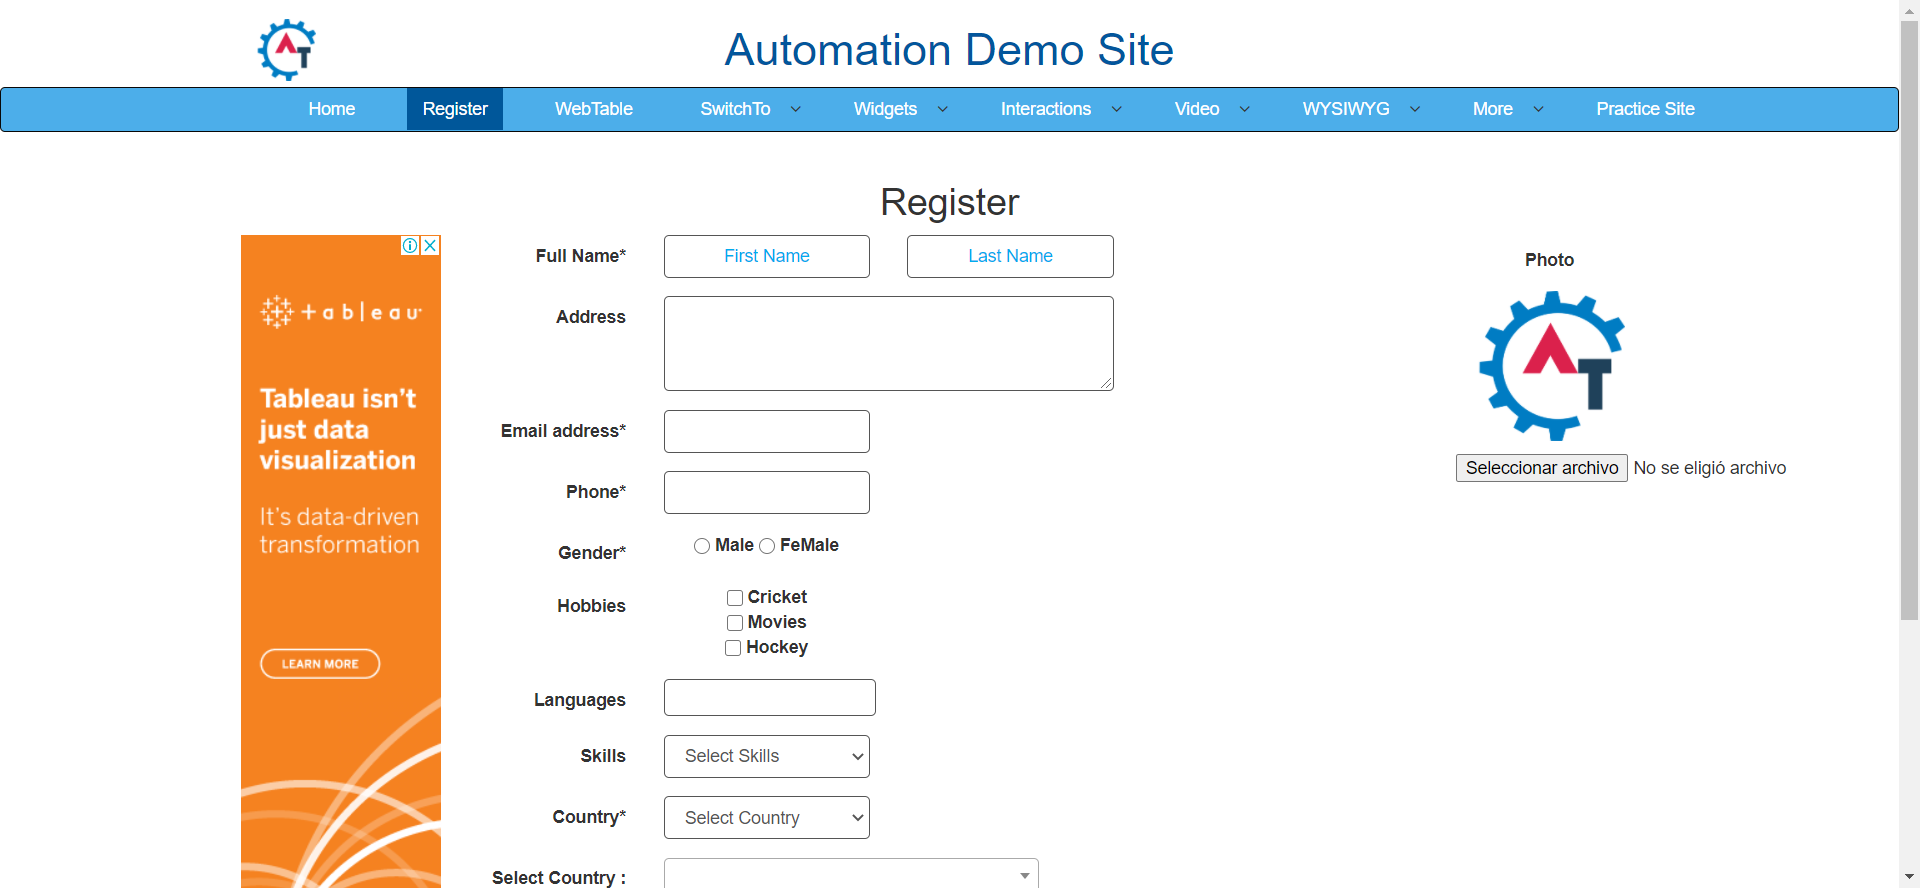 AT
Automation Demo Site
Home Register WebTable SwitchTo Widgets Interactions Video WYSIWYG More Practice Site
Register
+ a b | e a u
Tableau isn't
just data
visualization
It's data-driven
transformation
LEARN MORE
Full Name* First Name Last Name
Address
Email address*
Phone*
Gender* Male FeMale
Hobbies Cricket
Movies
Hockey
Languages
Skills Select Skills
Country* Select Country
Select Country :
Photo
AT
Seleccionar archivo No se eligió archivo